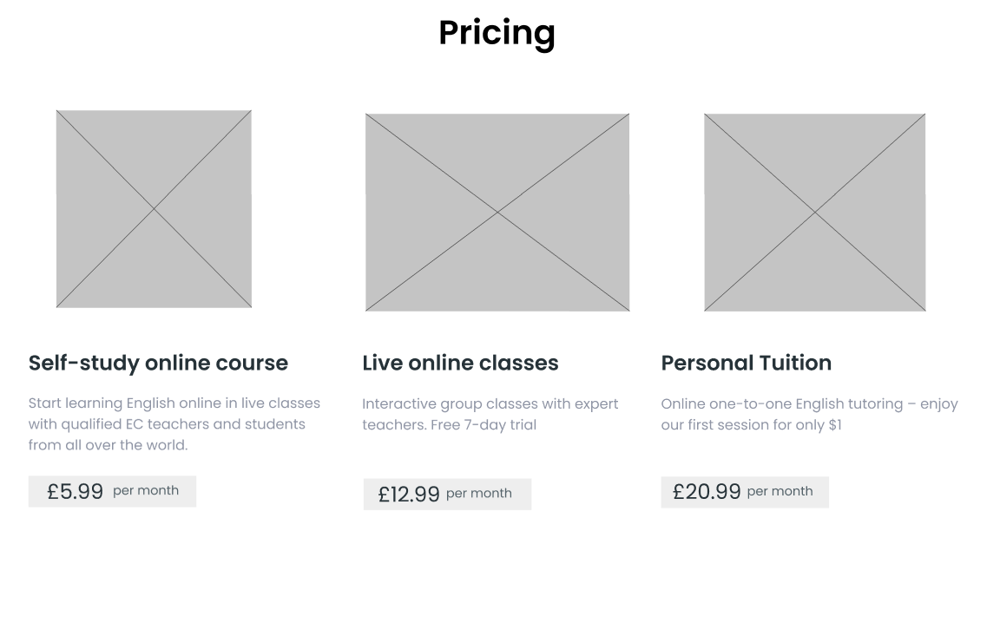 Pricing
Self-study online course
Start learning English online in live classes
with qualified EC teachers and students
from all over the world.
£5.99 per month
Live online classes
Interactive group classes with expert
teachers. Free 7-day trial
£12.99 per month
Personal Tuition
Online one-to-one English tutoring – enjoy
our first session for only $1
£20.99 per month